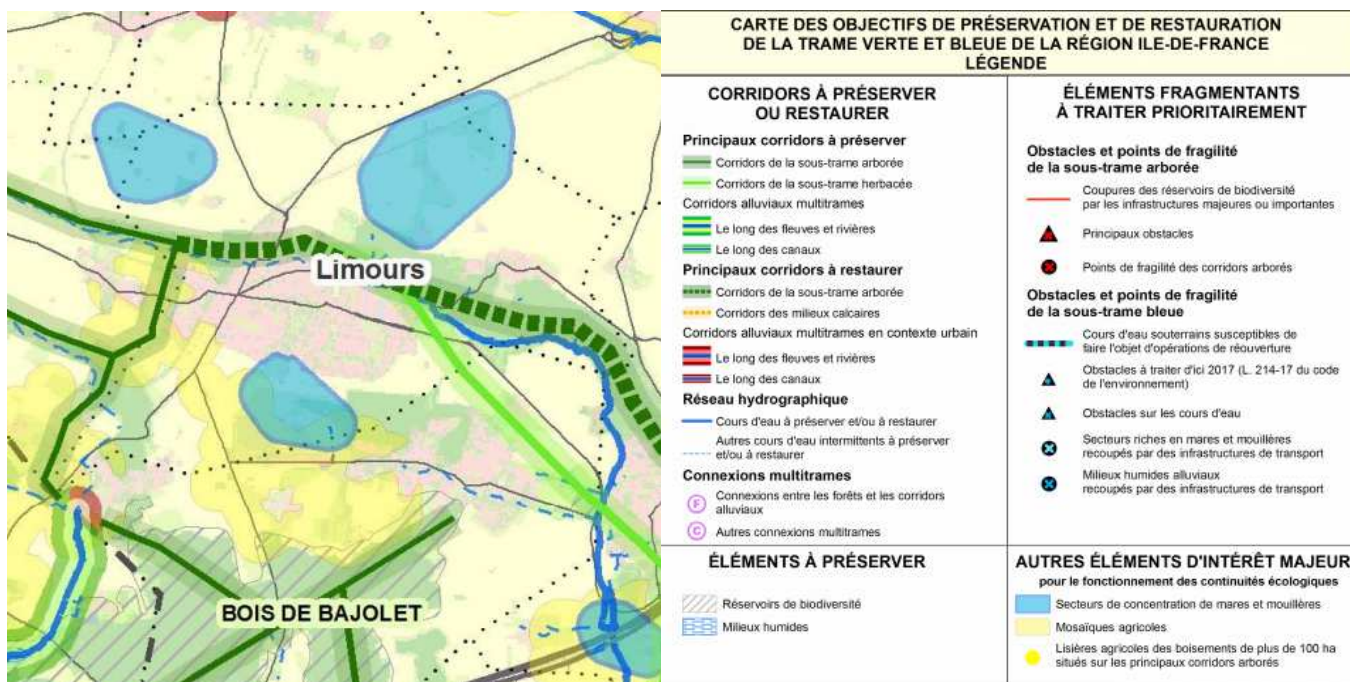 Limours
BOIS DE BAJOLET
CARTE DES OBJECTIFS DE PRÉSERVATION ET DE RESTAURATION
DE LA TRAME VERTE ET BLEUE DE LA RÉGION ILE-DE-FRANCE
LÉGENDE
CORRIDORS À PRÉSERVER
OU RESTAURER
Principaux corridors à préserver
Corridors de la sous-trame arborée
Corridors de la sous-trame herbacée
Corridors alluviaux multitrames
Le long des fleuves et rivières
Le long des canaux
Principaux corridors à restaurer
Corridors de la sous-trame arborée
Corridors des milieux calcaires
Corridors alluviaux multitrames en contexte urbain
Le long des fleuves et rivières
Le long des canaux
Réseau hydrographique
Cours d'eau à préserver et/ou à restaurer
Autres cours d'eau intermittents à préserver
et/ou à restaurer
Connexions multitrames
F
Connexions entre les forêts et les corridors
alluviaux
C
Autres connexions multitrames
ÉLÉMENTS FRAGMENTANTS
À TRAITER PRIORITAIREMENT
Obstacles et points de fragilité
de la sous-trame arborée
Coupures des réservoirs de biodiversité
par les infrastructures majeures ou importantes
Principaux obstacles
Points de fragilité des corridors arborés
Obstacles et points de fragilité
de la sous-trame bleue
Cours d'eau souterrains susceptibles de
faire l'objet d'opérations de réouverture
Obstacles à traiter d'ici 2017 (L. 214-17 du code
de l'environnement)
Obstacles sur les cours d'eau
Secteurs riches en mares et mouillères
recoupés par des infrastructures de transport
Milieux humides alluviaux
recoupés par des infrastructures de transport
ÉLÉMENTS À PRÉSERVER
Réservoirs de biodiversité
Milieux humides
AUTRES ÉLÉMENTS D'INTÉRÊT MAJEUR
pour le fonctionnement des continuités écologiques
Secteurs de concentration de mares et mouillères
Mosaïques agricoles
Lisières agricoles des boisements de plus de 100 ha
situés sur les principaux corridors arborés